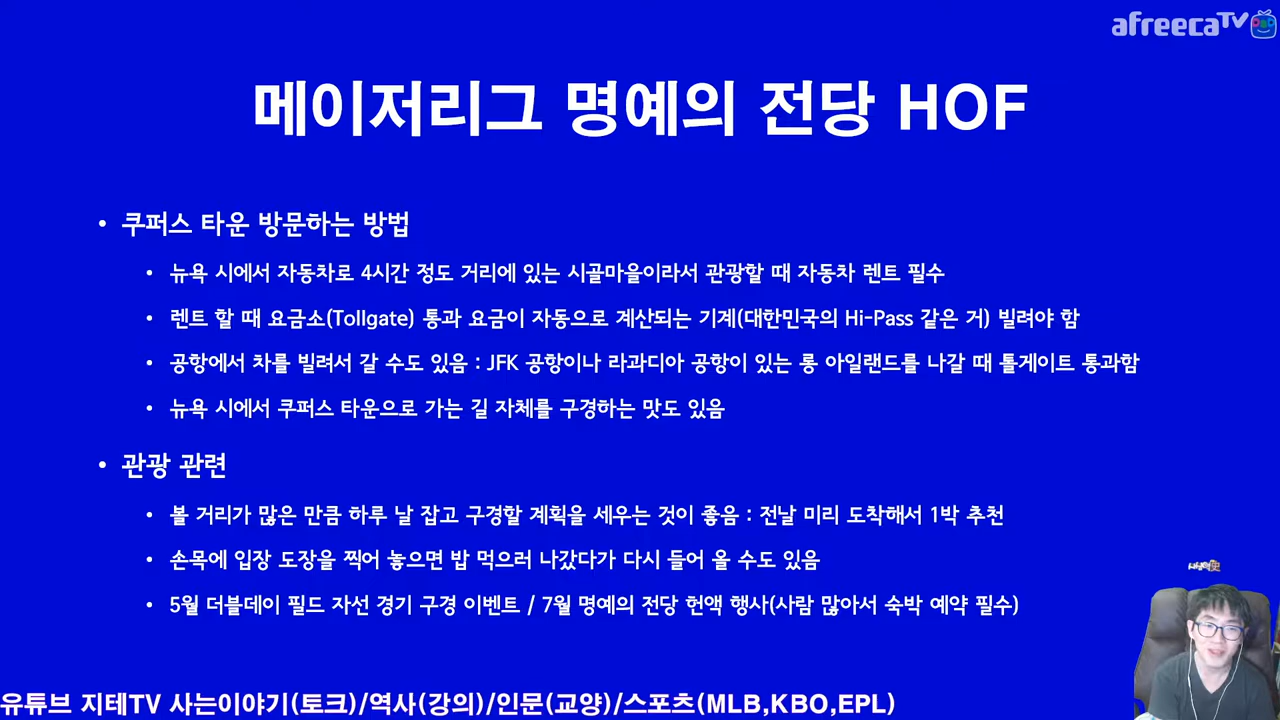 afreecaTV
메이저리그 명예의 전당 HOF
• 쿠퍼스 타운 방문하는 방법
• 뉴욕 시에서 자동차로 4시간 정도 거리에 있는 시골마을이라서 관광할 때 자동차 렌트 필수
• 렌트 할 때 요금소(Tollgate) 통과 요금이 자동으로 계산되는 기계(대한민국의 Hi-Pass 같은 거) 빌려야 함
• 공항에서 차를 빌려서 갈 수도 있음 : JFK 공항이나 라과디아 공항이 있는 롱 아일랜드를 나갈 때 톨게이트 통과함
• 뉴욕 시에서 쿠퍼스 타운으로 가는 길 자체를 구경하는 맛도 있음
• 관광 관련
• 볼 거리가 많은 만큼 하루 날 잡고 구경할 계획을 세우는 것이 좋음 : 전날 미리 도착해서 1박 추천
• 손목에 입장 도장을 찍어 놓으면 밥 먹으러 나갔다가 다시 들어 올 수도 있음
• 5월 더블데이 필드 자선 경기 구경 이벤트 / 7월 명예의 전당 헌액 행사(사람 많아서 숙박 예약 필수)
유튜브 지테TV 사는이야기(토크)/역사(강의)/인문(교양)/스포츠(MLB,KBO,EPL)